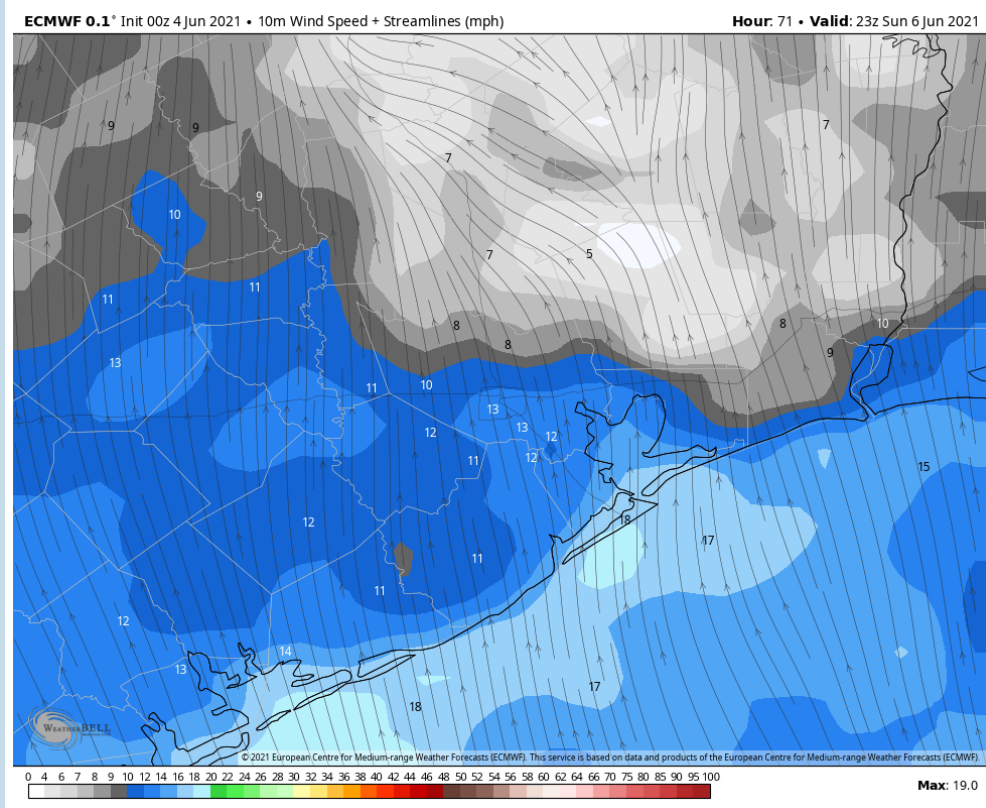 ECMWF 0.1° Init 00z 4 Jun 2021 • 10m Wind Speed + Streamlines (mph) Hour: 71 • Valid: 23z Sun 6 Jun 2021
9 9 7 7
9
10
7 5
11 11
8 8 8 10
13 9
11 10
13
12 13 12
11 12 15
12 18
17
11
11
12
14
13
17
18
WEATHERBELL
© 2021 European Centre for Medium-range Weather Forecasts (ECMWF). This service is based on data and products of the European Centre for Medium-range Weather Forecasts (ECMWF).
0 4 6 7 8 9 10 12 14 16 18 20 22 24 26 28 30 32 34 36 38 40 42 44 46 48 50 52 54 56 58 60 62 64 66 70 75 80 85 90 95 100 Max: 19.0